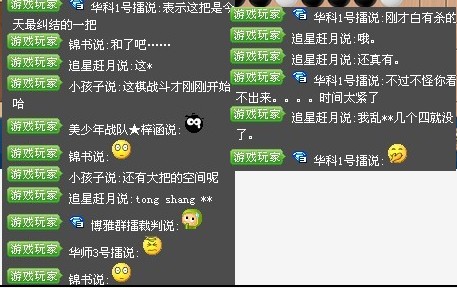 游戏玩家 华科1号擂说:表示这把是今
天最纠结的一把
游戏玩家 锦书说:和了吧······
游戏玩家 追星赶月说:这*
游戏玩家 小孩子说:这棋战斗才刚刚开始
哈
游戏玩家 美少年战队★梓涵说:
游戏玩家 锦书说:
游戏玩家 小孩子说:还有大把的空间呢
游戏玩家 追星赶月说:tong shang **
游戏玩家 博雅群擂裁判说:
游戏玩家 华师3号擂说:
游戏玩家 锦书说:
游戏玩家 华科1号擂说:刚才白有杀的
游戏玩家 追星赶月说:哦。
游戏玩家 追星赶月说:还真有。
游戏玩家 华科1号擂说:不过不怪你看
不出来。。。。时间太紧了
游戏玩家 追星赶月说:我乱**几个四就没
了。
游戏玩家 华科1号擂说: